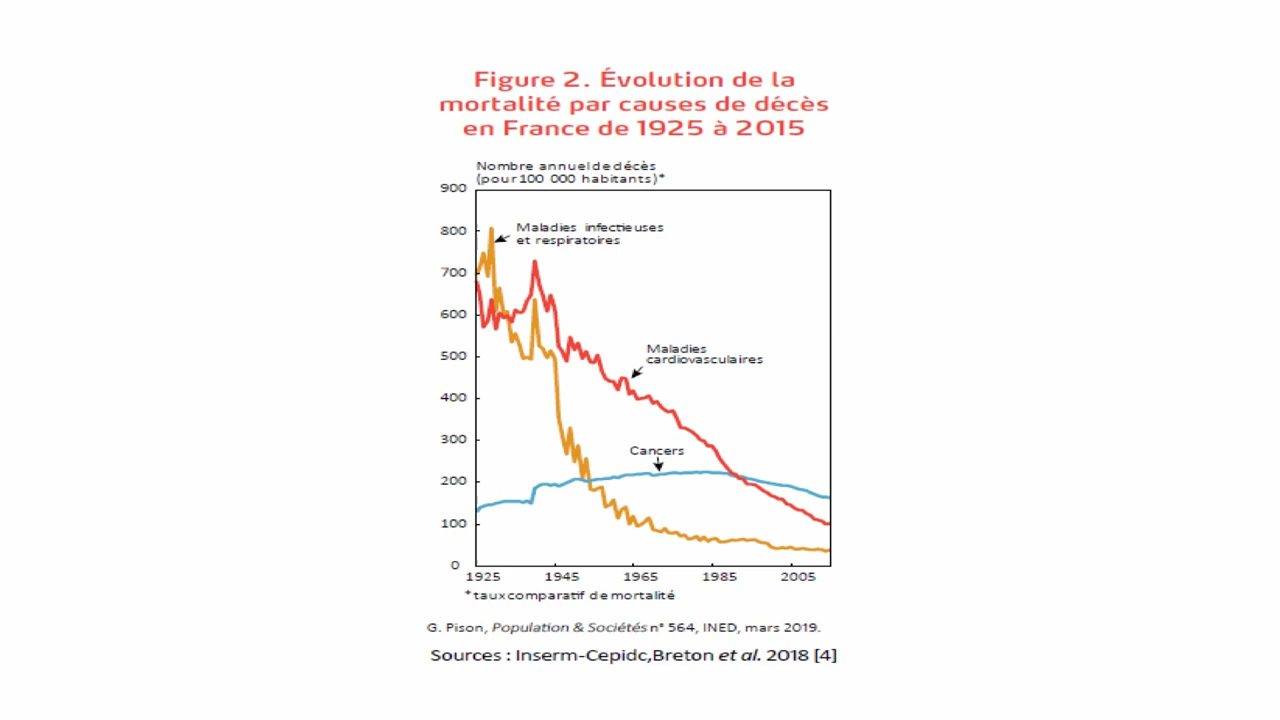 Figure 2. Évolution de la
mortalité par causes de décès
en France de 1925 à 2015
Nombre annuel de décès
(pour 100 000 habitants)*
900
800
700
600
500
400
300
200
100
0
Maladies infectieuses
et respiratoires
Maladies
cardiovasculaires
Cancers
1925 1945 1965 1985 2005
*taux comparatif de mortalité
G. Pison, Population & Sociétés n° 564, INED, mars 2019.
Sources : Inserm-Cepidc,Breton et al. 2018 [4]